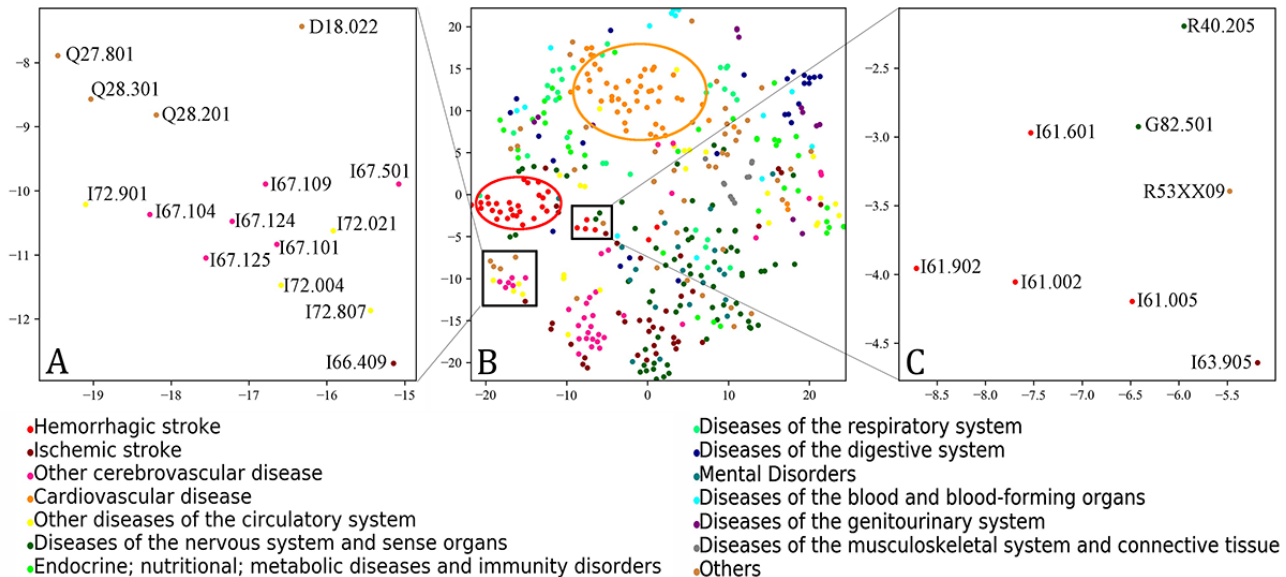 D18.022
Q27.801
Q28.301
Q28.201
I67.501
I67.109
I72.901
I67.104
I67.124
I72.021
I67.101
I67.125
I72.004
I72.807
I66.409
A
−8
−9
−10
−11
−12
−19
−18
−17
−16
−15
B
20
15
10
5
0
−5
−10
−15
−20
−20
−10
0
10
20
R40.205
I61.601
G82.501
R53XX09
I61.902
I61.002
I61.005
I63.905
C
−2.5
−3.0
−3.5
−4.0
−4.5
−8.5
−8.0
−7.5
−7.0
−6.5
−6.0
−5.5
Hemorrhagic stroke
Ischemic stroke
Other cerebrovascular disease
Cardiovascular disease
Other diseases of the circulatory system
Diseases of the nervous system and sense organs
Endocrine; nutritional; metabolic diseases and immunity disorders
Diseases of the respiratory system
Diseases of the digestive system
Mental Disorders
Diseases of the blood and blood-forming organs
Diseases of the genitourinary system
Diseases of the musculoskeletal system and connective tissue
Others